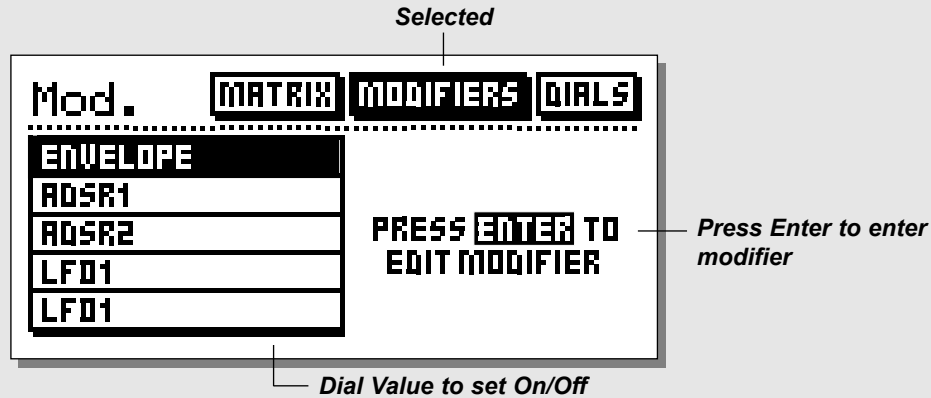 Selected
Mod. MATRIX MODIFIERS DIALS
ENVELOPE
ADSR1
ADSR2
LFO1
LFO1
PRESS ENTER TO
EDIT MODIFIER
Press Enter to enter
modifier
Dial Value to set On/Off